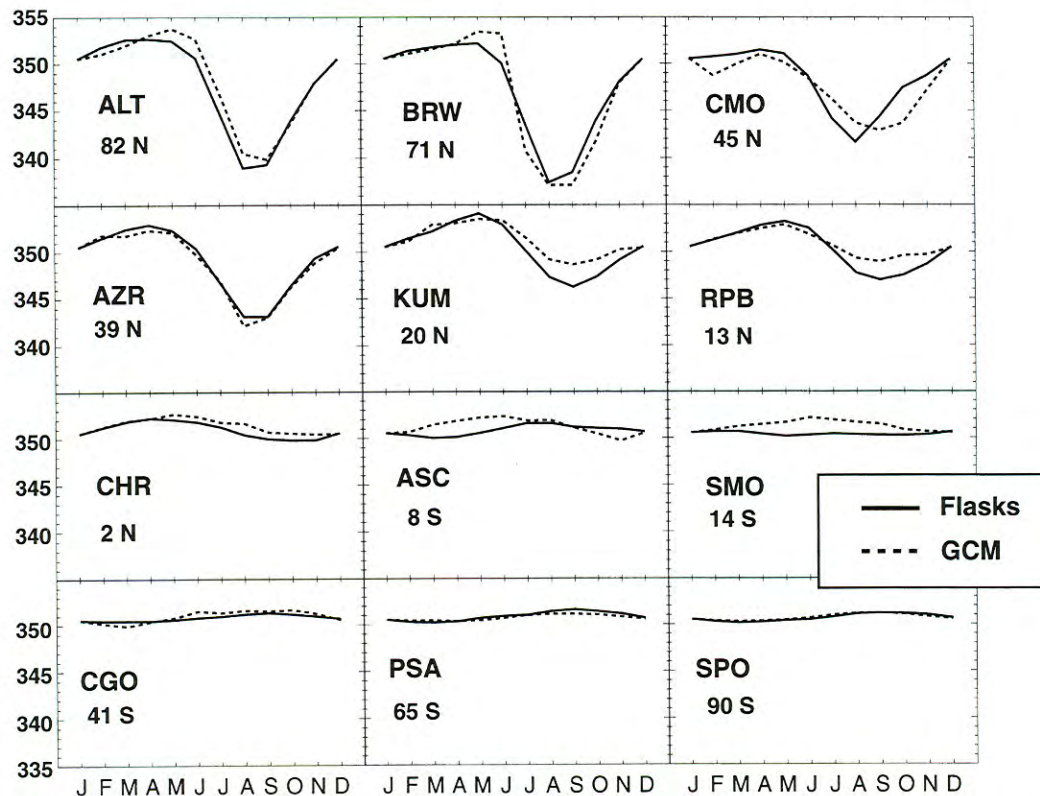 355
350
345
340
ALT
82 N
BRW
71 N
CMO
45 N
350
345
340
AZR
39 N
KUM
20 N
RPB
13 N
350
345
340
CHR
2 N
ASC
8 S
SMO
14 S
Flasks
GCM
350
345
340
335
CGO
41 S
PSA
65 S
SPO
90 S
J F M A M J J A S O N D J F M A M J J A S O N D J F M A M J J A S O N D